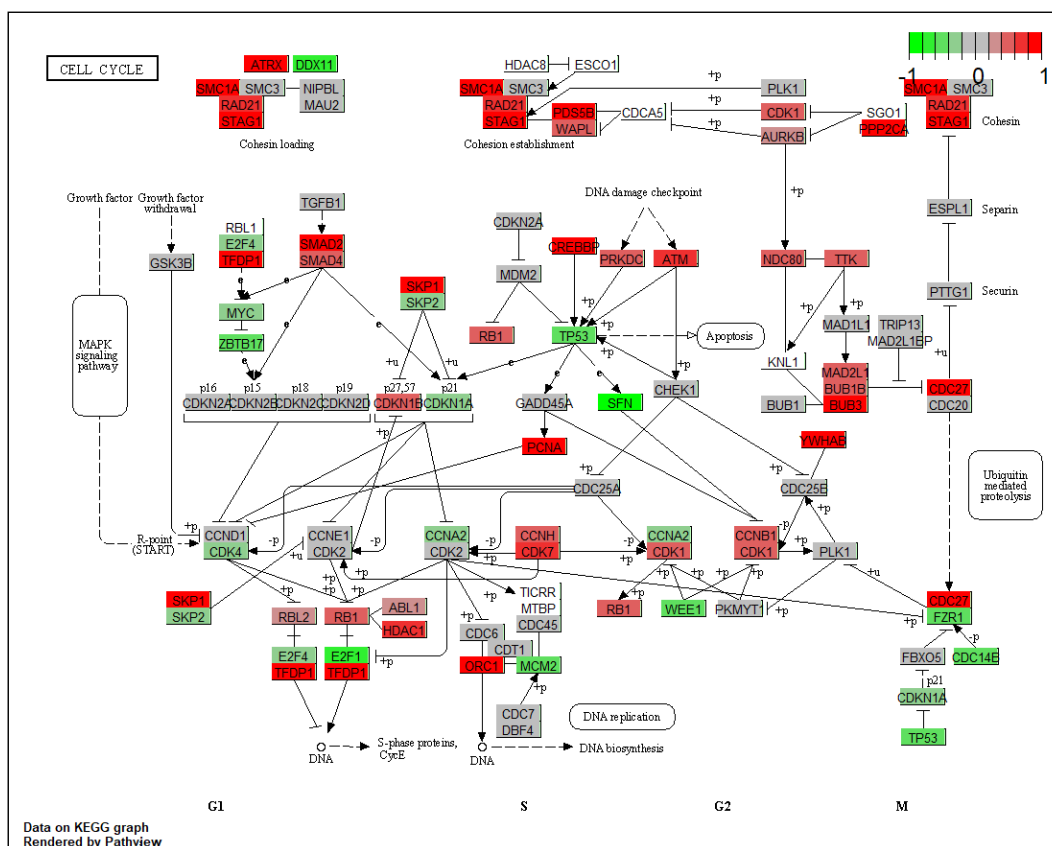 CELL CYCLE
ATRX DDX11
SMC1A SMC3 NIPBL
RAD21 MAU2
STAG1
Cohesin loading
HDAC8 ESCO1
SMC1A SMC3
RAD21 PDS5B CDCA5
STAG1 WAPL
Cohesion establishment
+p
PLK1
+p
CDK1 SGO1
+p
AURKB PPP2CA
SMC1A SMC3
RAD21
STAG1 Cohesin
-1 0 1
Growth factor Growth factor
withdrawal
TGFB1
RBL1
E2F4
TFDP1
SMAD2
SMAD4
GSK3B
DNA damage checkpoint
CDKN2A
CREBBP PRKDC ATM
MDM2
+p
ESPL1 Separin
NDC80 TTK
PTTG1 Securin
e e
MYC
SKP1
SKP2
RB1
+p +p
TP53
Apoptosis
+p +p
MAD1L1 TRIP13
MAD2L1BP
MAPK
signaling
pathway
ZBTB17
e e e
+u +u
e e
+p +p
KNL1
MAD2L1
BUB1B
BUB3
BUB1
+u
CDC27
CDC20
p16 p15 p18 p19 p27,57 p21
CDKN2A CDKN2B CDKN2C CDKN2D CDKN1B CDKN1A
GADD45A SFN
CHEK1
PCNA
YWHAB
Ubiquitin
mediated
proteolysis
+p
+p +p
CDC25A CDC25B
R-point
(START)
+p
CCND1
CDK4
-p
CCNE1
CDK2
-p
CCNA2
CDK2
-p
CCNH
CDK7
-p
CCNA2
CDK1
CCNB1
CDK1
-p
+p
+p
PLK1
+u
+u
+p +p +p +p +p
SKP1
SKP2
RBL2 RB1
ABL1
HDAC1
+p
TICRR
MTBP
CDC45
CDC6
CDT1
+p
RB1
WEE1
+p +p
PKMYT1
+p
+p
CDC27
FZR1
-p
E2F4
TFDP1
E2F1
TFDP1
+p
ORC1 MCM2
+p
FBXO5 CDC14B
p21
CDKN1A
CDC7
DBF4
DNA replication
TP53
DNA
S-phase proteins,
CycE
DNA
DNA biosynthesis
G1 S G2 M
Data on KEGG graph
Rendered by Pathview